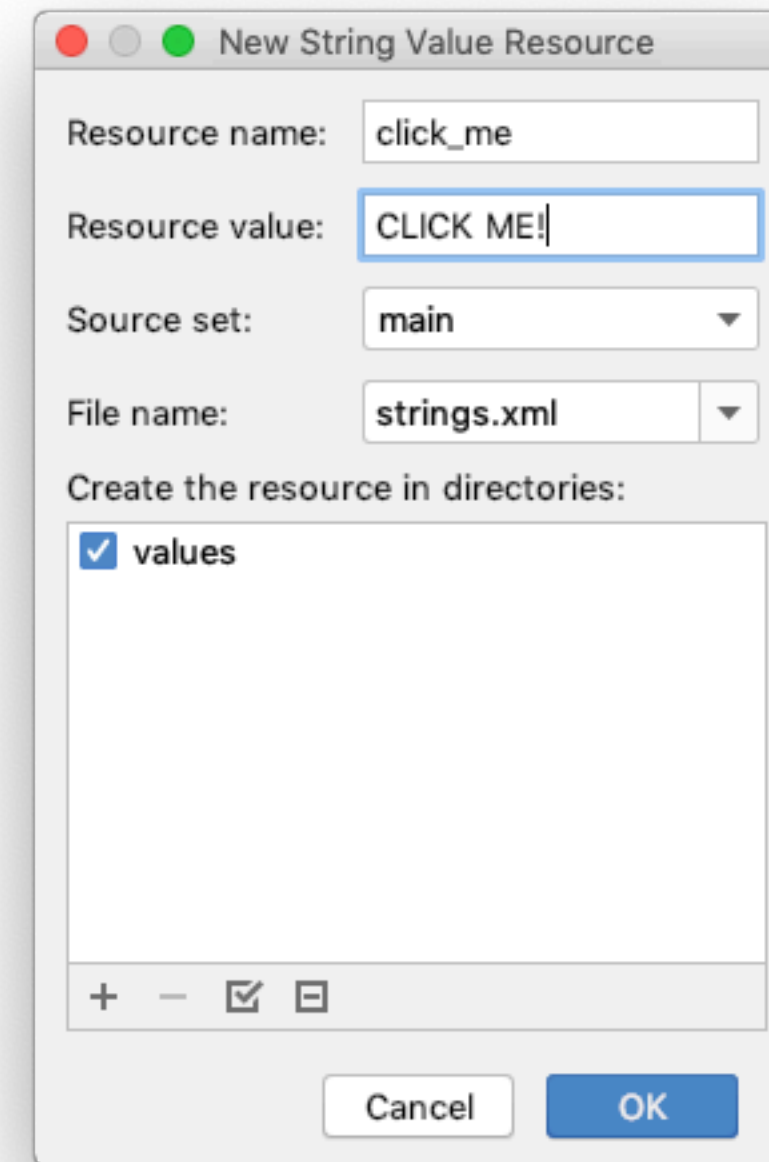 New String Value Resource
Resource name: click_me
Resource value: CLICK ME!
Source set: main
File name: strings.xml
Create the resource in directories:
values
Cancel OK